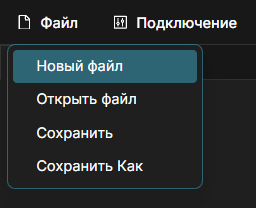 Файл Подключение
Новый файл
Открыть файл
Сохранить
Сохранить Как